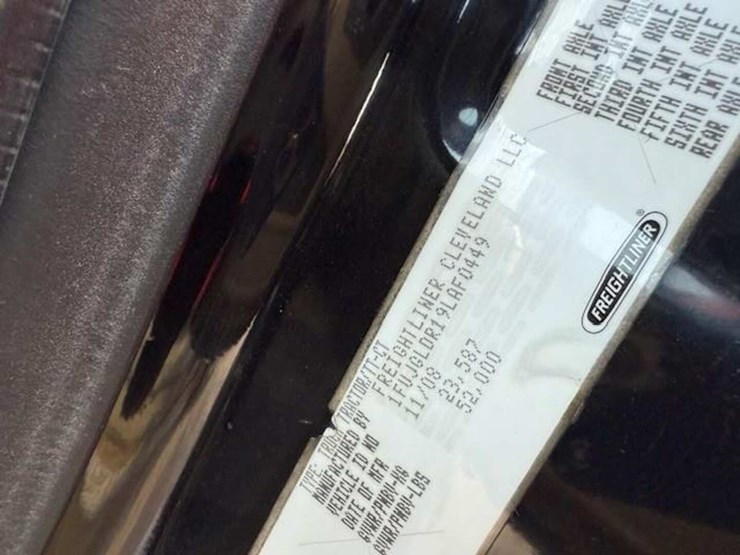 TYPE: TRUCK TRACTOR/TT-CT
MANUFACTURED BY FREIGHTLINER CLEVELAND LLC
VEHICLE ID NO 1FUJGLDR19LAF0449
DATE OF MFR 11/08
GVWR/PNBV-KG 23,587
GVWR/PNBV-LBS 52,000
FREIGHTLINER
FRONT AXLE
FIRST INT AXLE
SECOND INT AXLE
THIRD INT AXLE
FOURTH INT AXLE
FIFTH INT AXLE
SIXTH INT AXLE
REAR AXLE